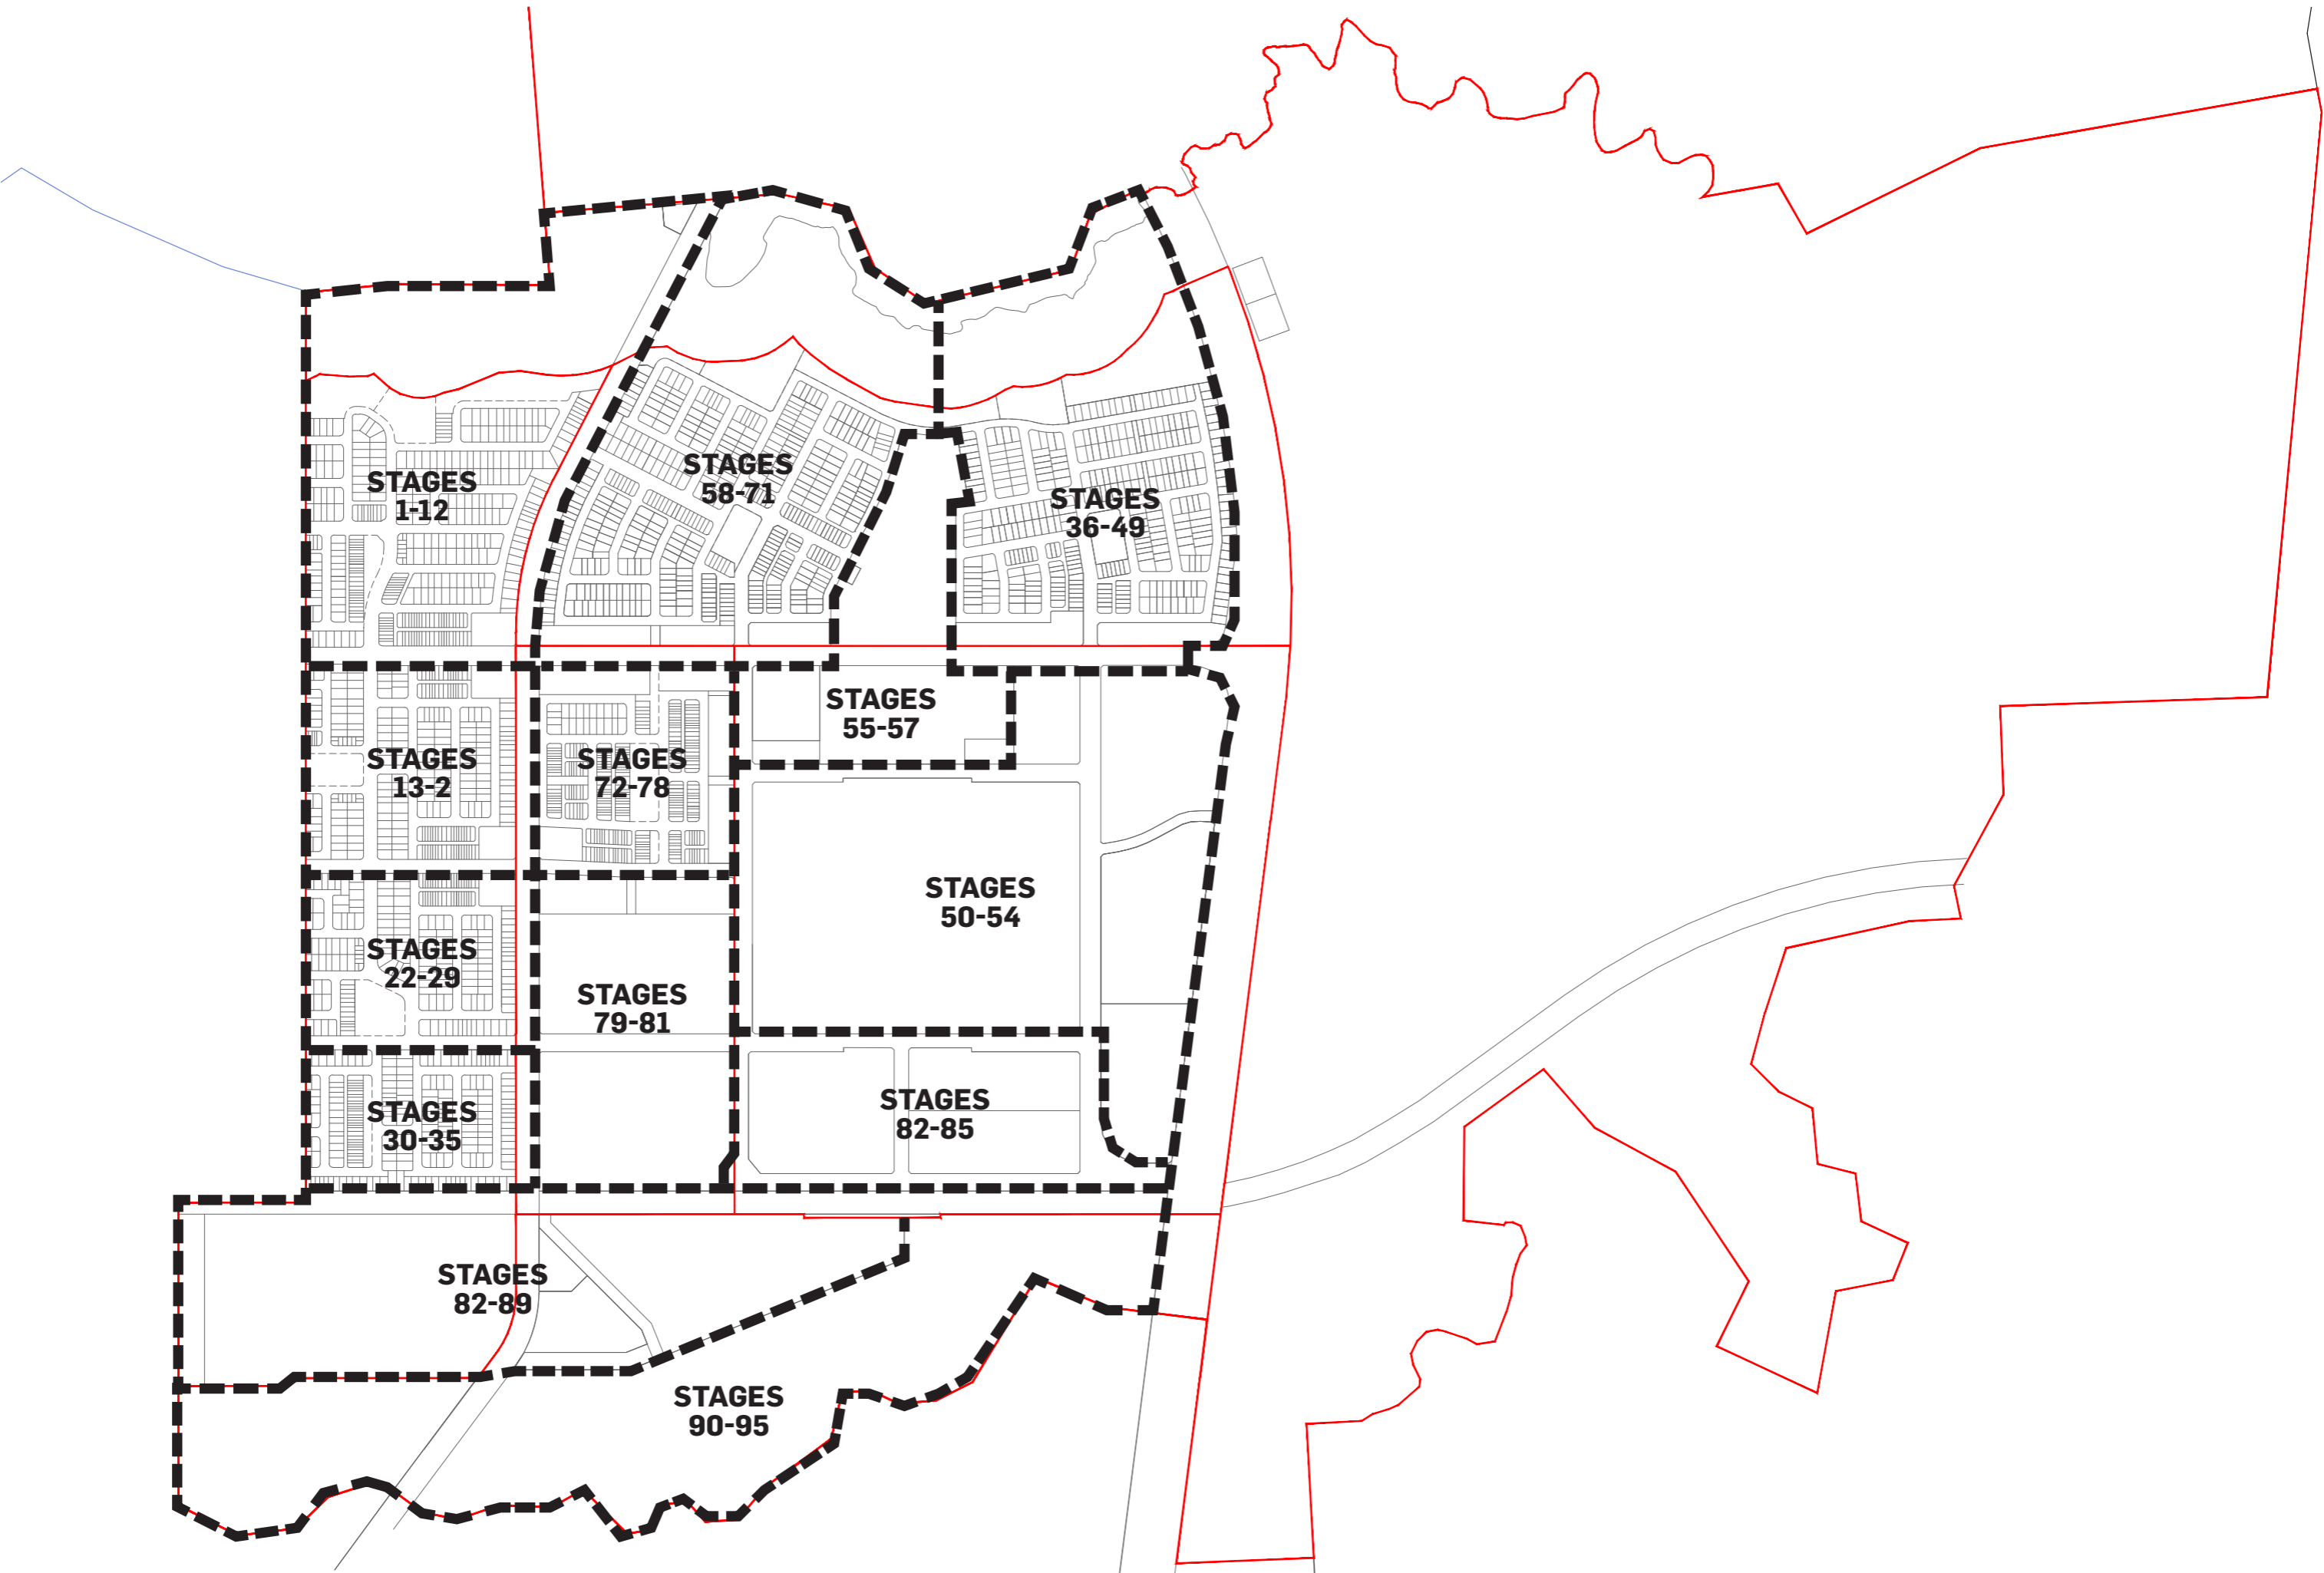 STAGES
58-71
STAGES
1-12
STAGES
36-49
STAGES
55-57
STAGES
13-2
STAGES
72-78
STAGES
50-54
STAGES
22-29
STAGES
79-81
STAGES
30-35
STAGES
82-85
STAGES
82-89
STAGES
90-95